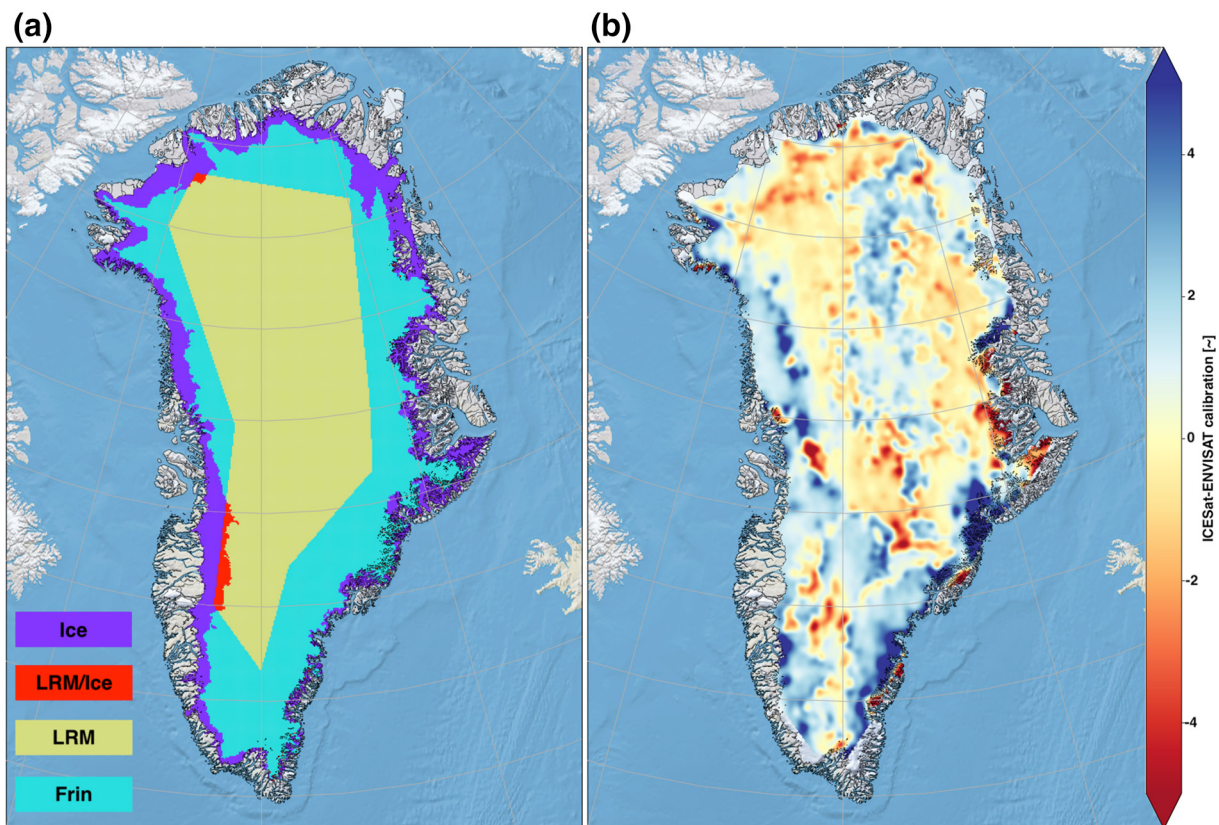 (a)
(b)
Ice
LRM/Ice
LRM
Frin
4
2
0
-2
-4
ICESat-ENVISAT calibration [-]